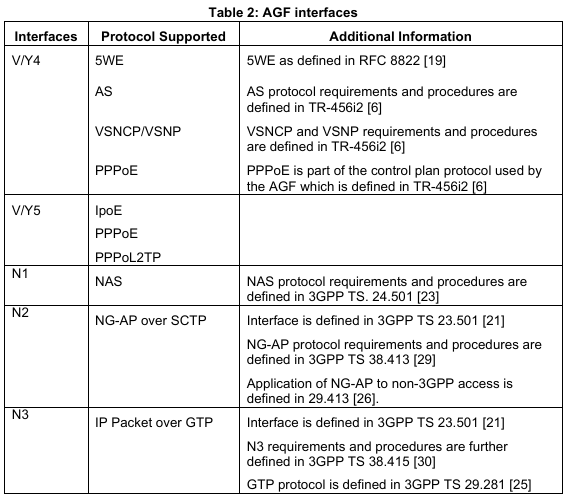 Table 2: AGF interfaces
Interfaces Protocol Supported Additional Information
V/Y4 5WE 5WE as defined in RFC 8822 [19]
AS AS protocol requirements and procedures are
defined in TR-456i2 [6]
VSNCP/VSNP VSNCP and VSNP requirements and procedures
are defined in TR-456i2 [6]
PPPoE PPPoE is part of the control plan protocol used by
the AGF which is defined in TR-456i2 [6]
V/Y5 IpoE
PPPoE
PPPoL2TP
N1 NAS NAS protocol requirements and procedures are
defined in 3GPP TS. 24.501 [23]
N2 NG-AP over SCTP Interface is defined in 3GPP TS 23.501 [21]
NG-AP protocol requirements and procedures are
defined in 3GPP TS 38.413 [29]
Application of NG-AP to non-3GPP access is
defined in 29.413 [26].
N3 IP Packet over GTP Interface is defined in 3GPP TS 23.501 [21]
N3 requirements and procedures are further
defined in 3GPP TS 38.415 [30]
GTP protocol is defined in 3GPP TS 29.281 [25]